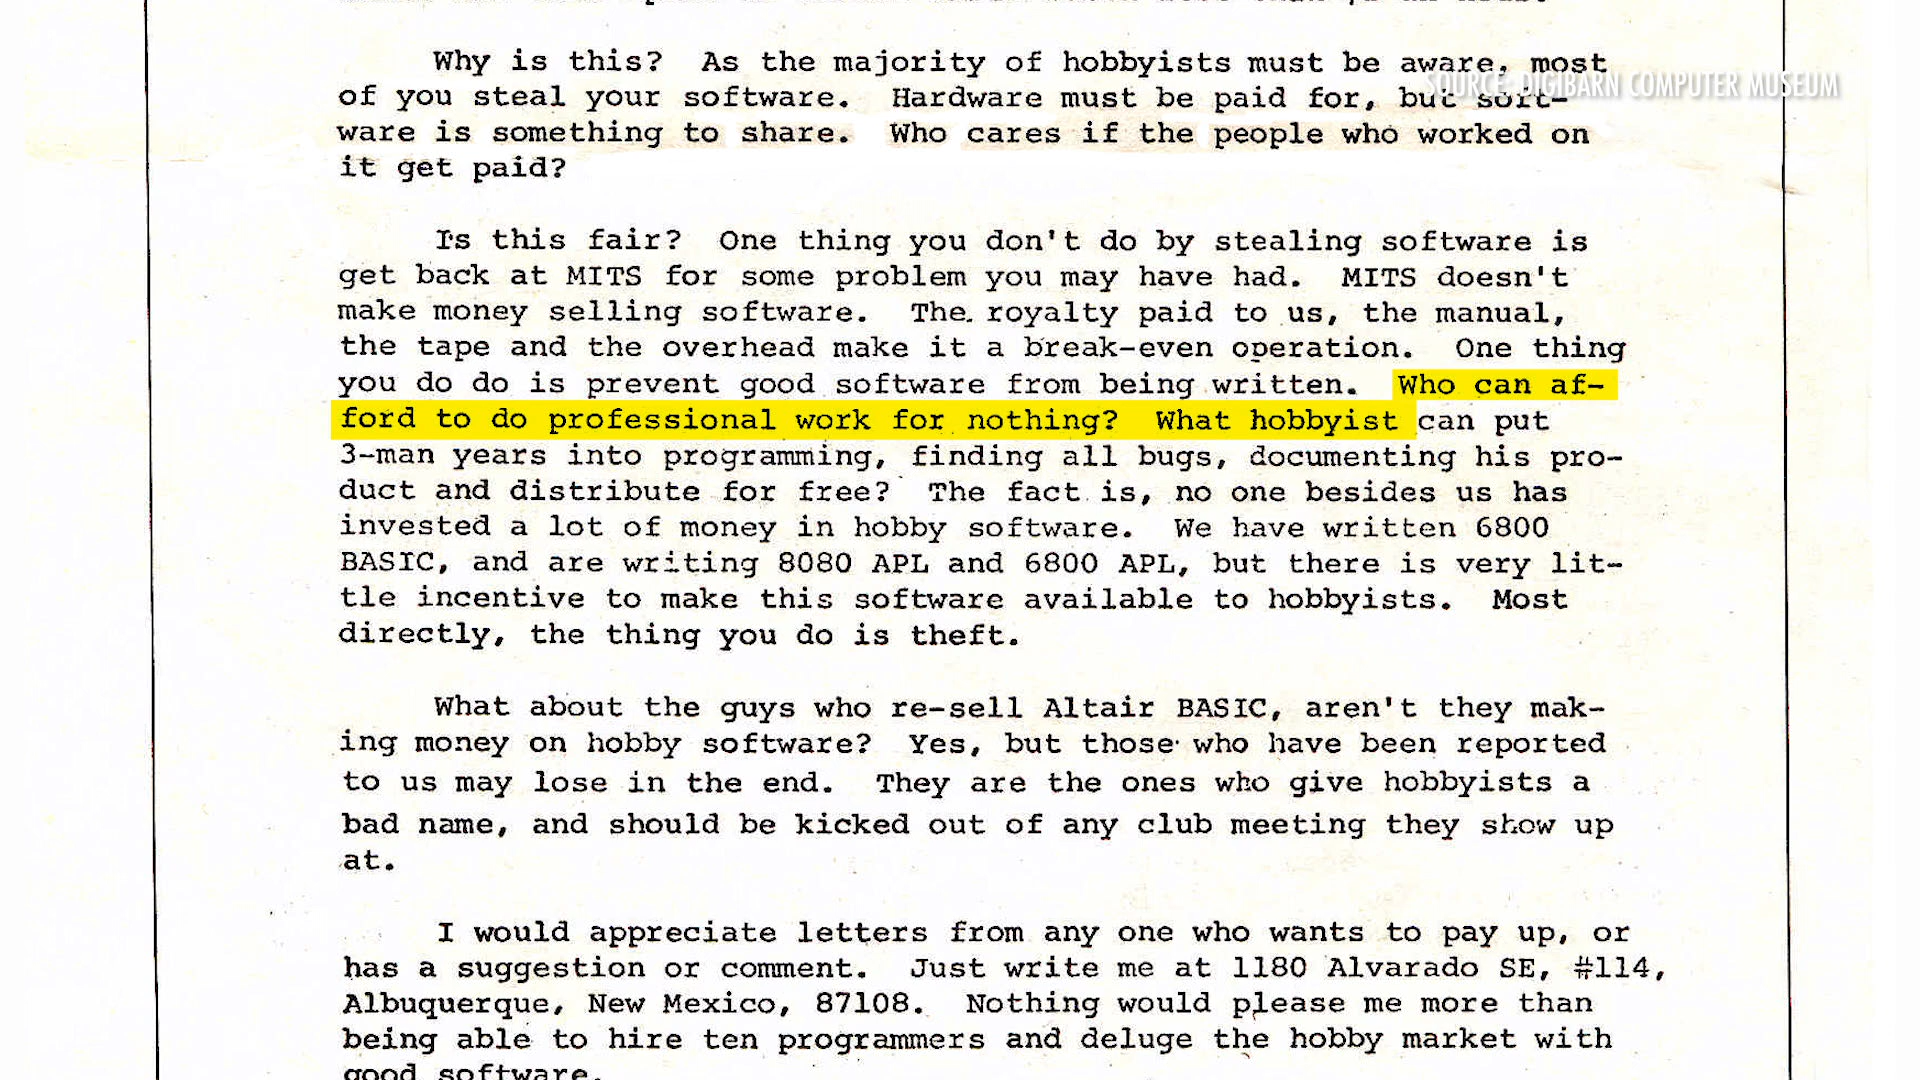 Why is this? As the majority of hobbyists must be aware, most
SOURCE: DIGIBARN COMPUTER MUSEUM
of you steal your software. Hardware must be paid for, but soft-
ware is something to share. Who cares if the people who worked on
it get paid?
Is this fair? One thing you don't do by stealing software is
get back at MITS for some problem you may have had. MITS doesn't
make money selling software. The royalty paid to us, the manual,
the tape and the overhead make it a break-even operation. One thing
you do do is prevent good software from being written. Who can af-
ford to do professional work for nothing? What hobbyist can put
3-man years into programming, finding all bugs, documenting his pro-
duct and distribute for free? The fact is, no one besides us has
invested a lot of money in hobby software. We have written 6800
BASIC, and are writing 8080 APL and 6800 APL, but there is very lit-
tle incentive to make this software available to hobbyists. Most
directly, the thing you do is theft.
What about the guys who re-sell Altair BASIC, aren't they mak-
ing money on hobby software? Yes, but those who have been reported
to us may lose in the end. They are the ones who give hobbyists a
bad name, and should be kicked out of any club meeting they show up
at.
I would appreciate letters from any one who wants to pay up, or
has a suggestion or comment. Just write me at 1180 Alvarado SE, #114,
Albuquerque, New Mexico, 87108. Nothing would please me more than
being able to hire ten programmers and deluge the hobby market with
good software.